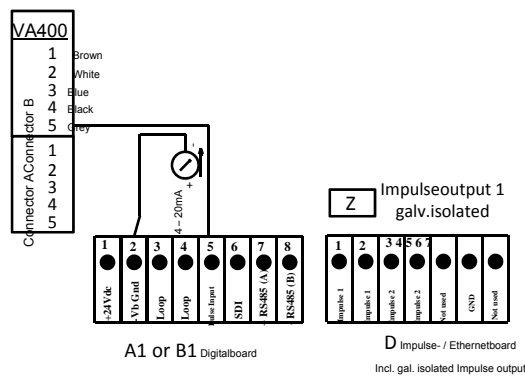 VA400
1 Brown
2 White
3 Blue
4 Black
5 Grey
Connector B
1
2
3
4
5
Connector A
-
+
4 – 20mA
Z
Impulseoutput 1
galv.isolated
1 2 3 4 5 6 7 8
+24Vdc
-Vb Gnd
Loop
Loop
Pulse Input
SDI
RS485 (A)
RS485 (B)
A1 or B1 Digitalboard
1 2 3 4 5 6 7
Impulse 1
Impulse 1
Impulse 2
Impulse 2
Not used
GND
Not used
D Impulse- / Ethernetboard
Incl. gal. isolated Impulse output